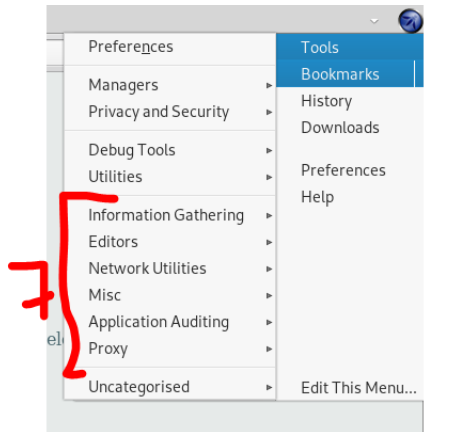 Preferences
Managers
Privacy and Security
Debug Tools
Utilities
Information Gathering
Editors
Network Utilities
Misc
Application Auditing
Proxy
Uncategorised
Tools
Bookmarks
History
Downloads
Preferences
Help
Edit This Menu...
7
el